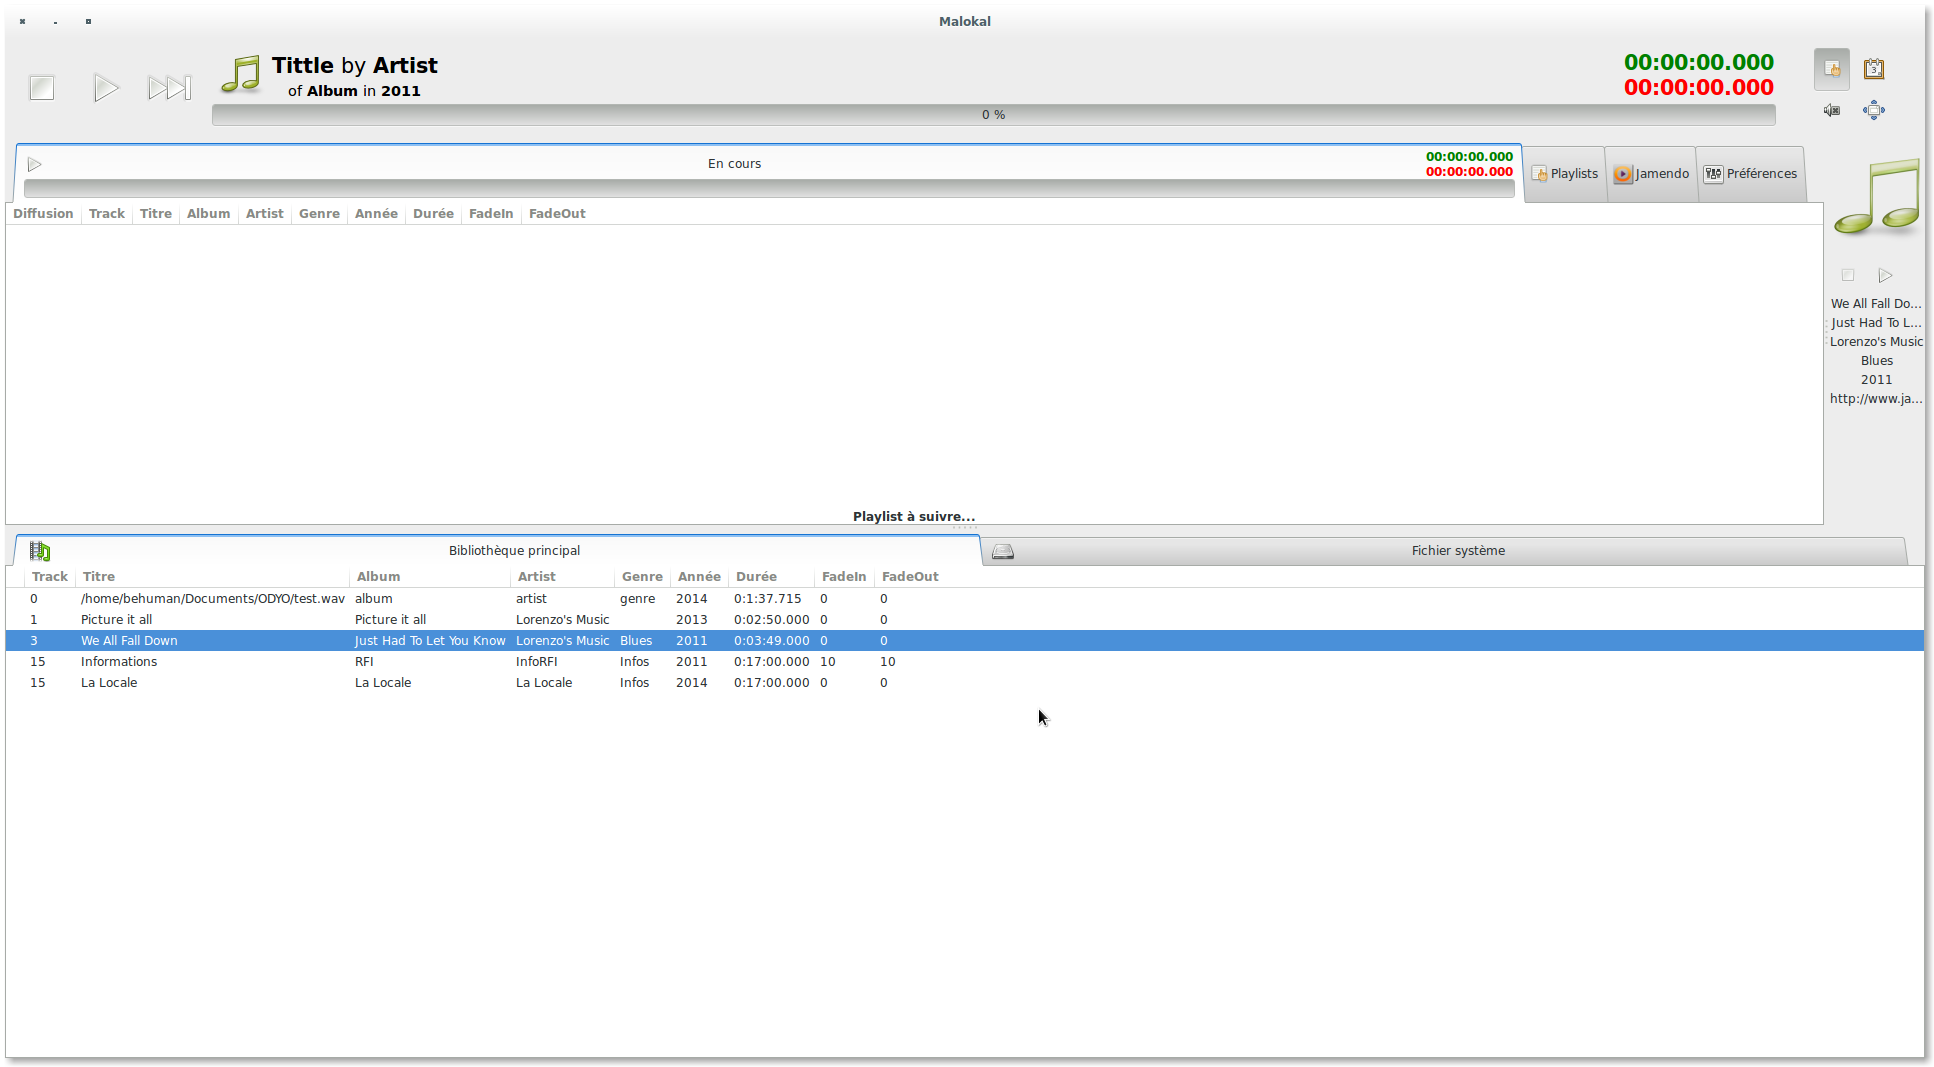 Malokal
Tittle by Artist
of Album in 2011
00:00:00.000
00:00:00.000
0 %
3
En cours
00:00:00.000
00:00:00.000
Playlists
Jamendo
Préférences
Diffusion Track Titre Album Artist Genre Année Durée FadeIn FadeOut
We All Fall Do...
Just Had To L...
Lorenzo's Music
Blues
2011
http://www.ja...
Playlist à suivre...
Bibliothèque principal
Fichier système
Track Titre Album Artist Genre Année Durée FadeIn FadeOut
0 /home/behuman/Documents/ODYO/test.wav album artist genre 2014 0:1:37.715 0 0
1 Picture it all Picture it all Lorenzo's Music 2013 0:02:50.000 0 0
3 We All Fall Down Just Had To Let You Know Lorenzo's Music Blues 2011 0:03:49.000 0 0
15 Informations RFI InfoRFI Infos 2011 0:17:00.000 10 10
15 La Locale La Locale La Locale Infos 2014 0:17:00.000 0 0